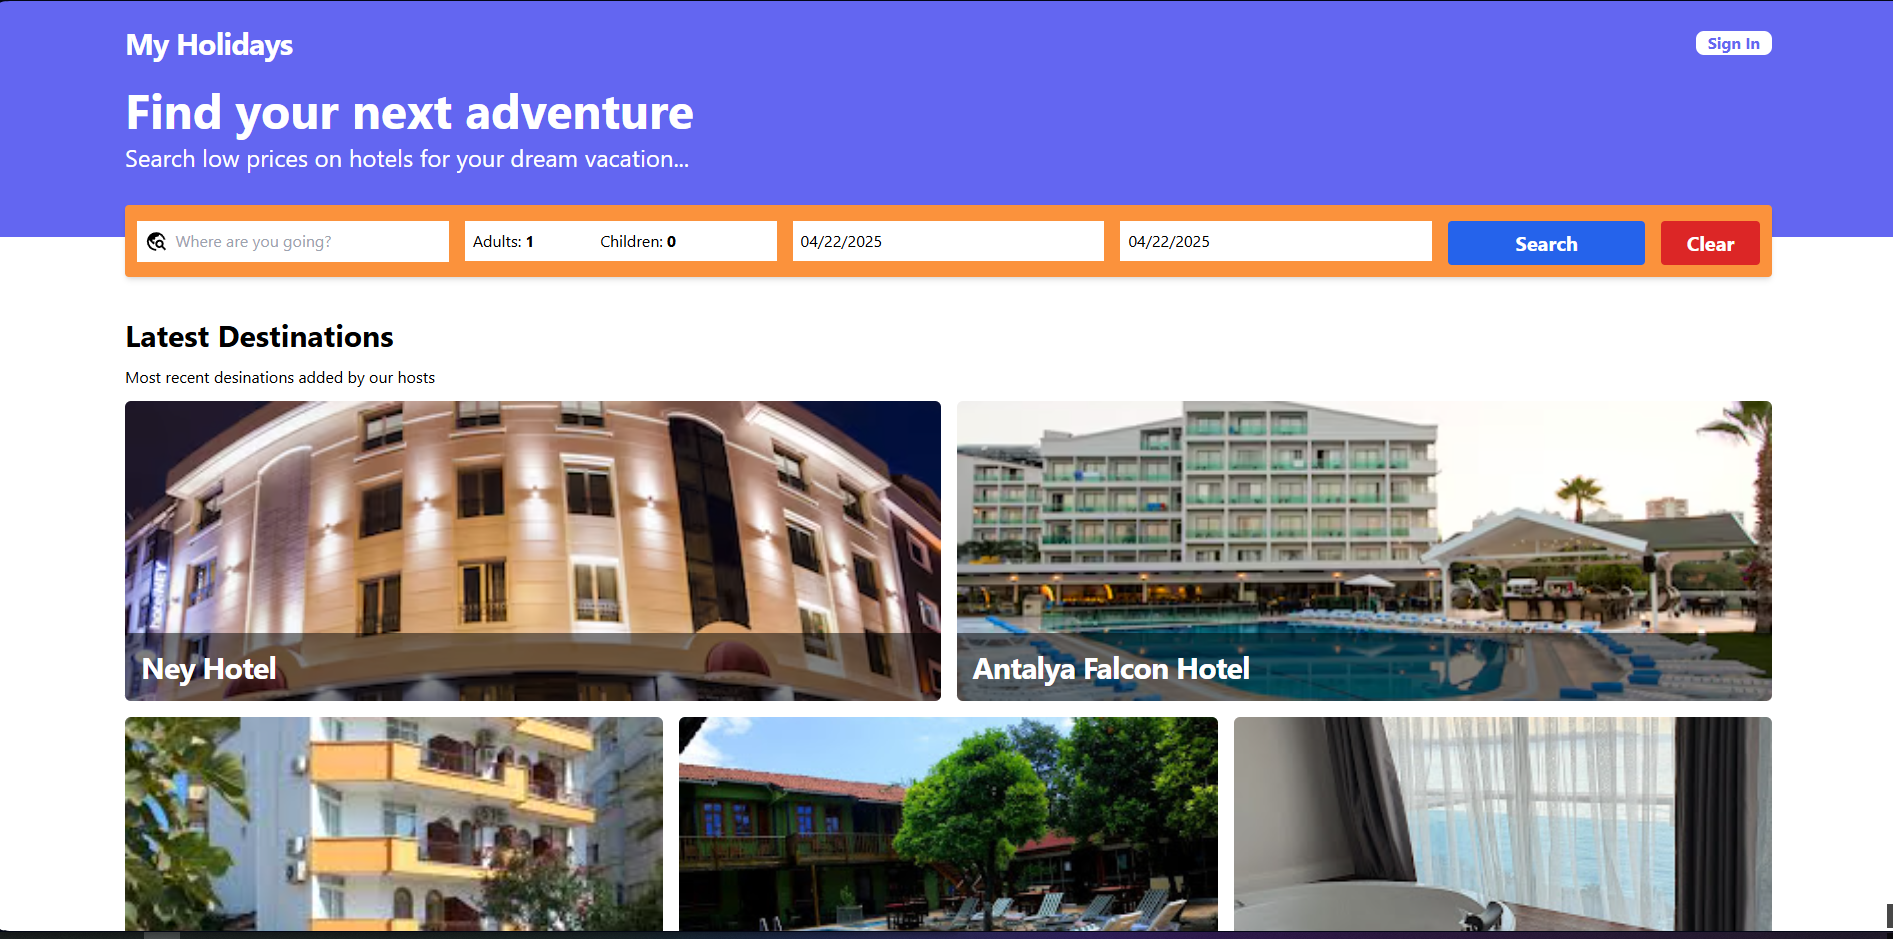 My Holidays
Sign In
Find your next adventure
Search low prices on hotels for your dream vacation...
Where are you going?
Adults: 1
Children: 0
04/22/2025
04/22/2025
Search
Clear
Latest Destinations
Most recent desinations added by our hosts
hotelNEY
Ney Hotel
Antalya Falcon Hotel